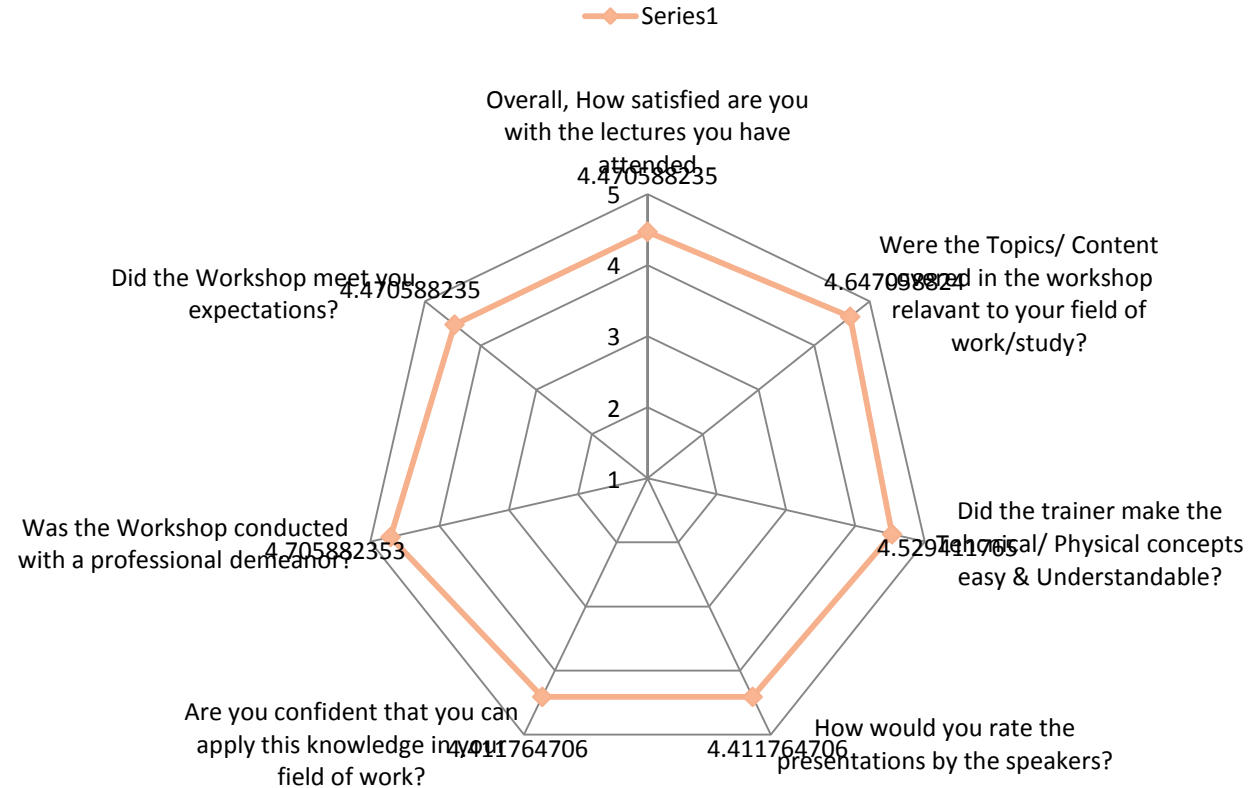 Series1
Overall, How satisfied are you
with the lectures you have
attended
4.470588235
5
4
3
2
1
Were the Topics/ Content
covered in the workshop
relavant to your field of
work/study?
4.647058824
Did the trainer make the
Tehcnical/ Physical concepts
easy & Understandable?
4.529411765
How would you rate the
presentations by the speakers?
4.411764706
Are you confident that you can
apply this knowledge in your
field of work?
4.411764706
Was the Workshop conducted
with a professional demeanor?
4.705882353
Did the Workshop meet you
expectations?
4.470588235